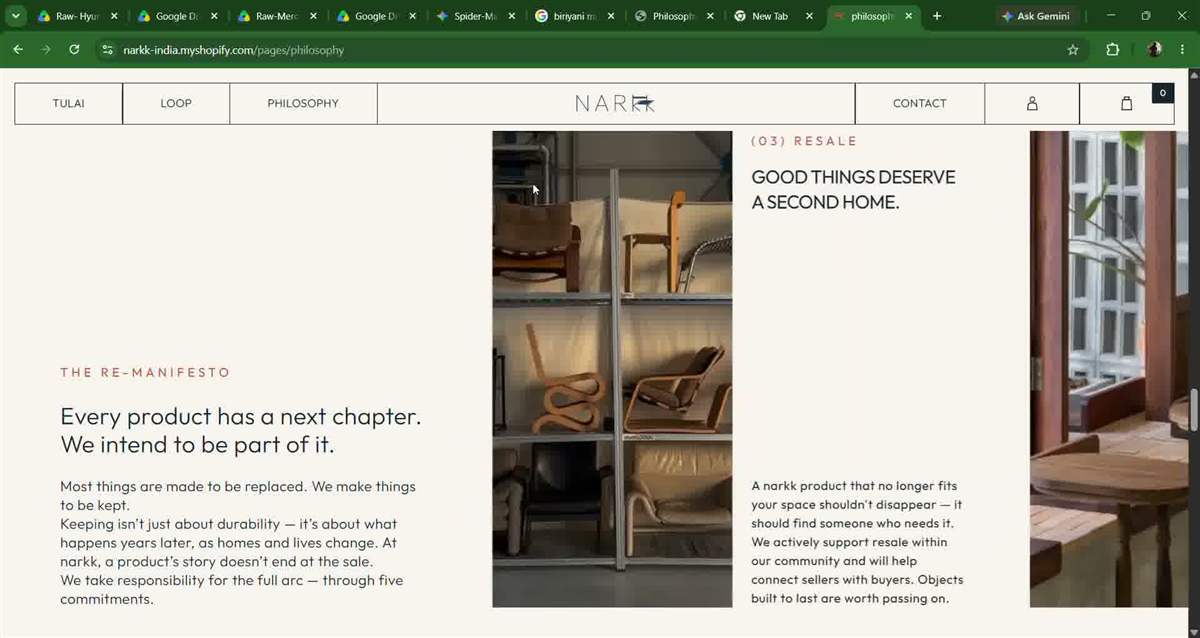 Raw- Hyun
Google Dr
Raw-Merc
Google Dri
Spider-Ma
biriyani m
Philosoph
New Tab
philosoph
Ask Gemini
narkk-india.myshopify.com/pages/philosophy
TULAI
LOOP
PHILOSOPHY
NARKK
CONTACT
0
THE RE-MANIFESTO
Every product has a next chapter.
We intend to be part of it.
Most things are made to be replaced. We make things
to be kept.
Keeping isn't just about durability — it's about what
happens years later, as homes and lives change. At
narkk, a product's story doesn't end at the sale.
We take responsibility for the full arc — through five
commitments.
(03) RESALE
GOOD THINGS DESERVE
A SECOND HOME.
A narkk product that no longer fits
your space shouldn't disappear — it
should find someone who needs it.
We actively support resale within
our community and will help
connect sellers with buyers. Objects
built to last are worth passing on.